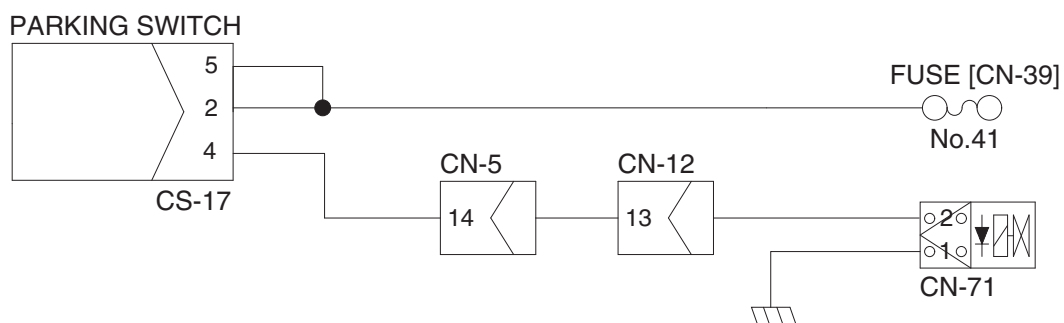 PARKING SWITCH
5
2
4
CS-17
FUSE [CN-39]
No.41
CN-5
14
CN-12
13
2
1
CN-71